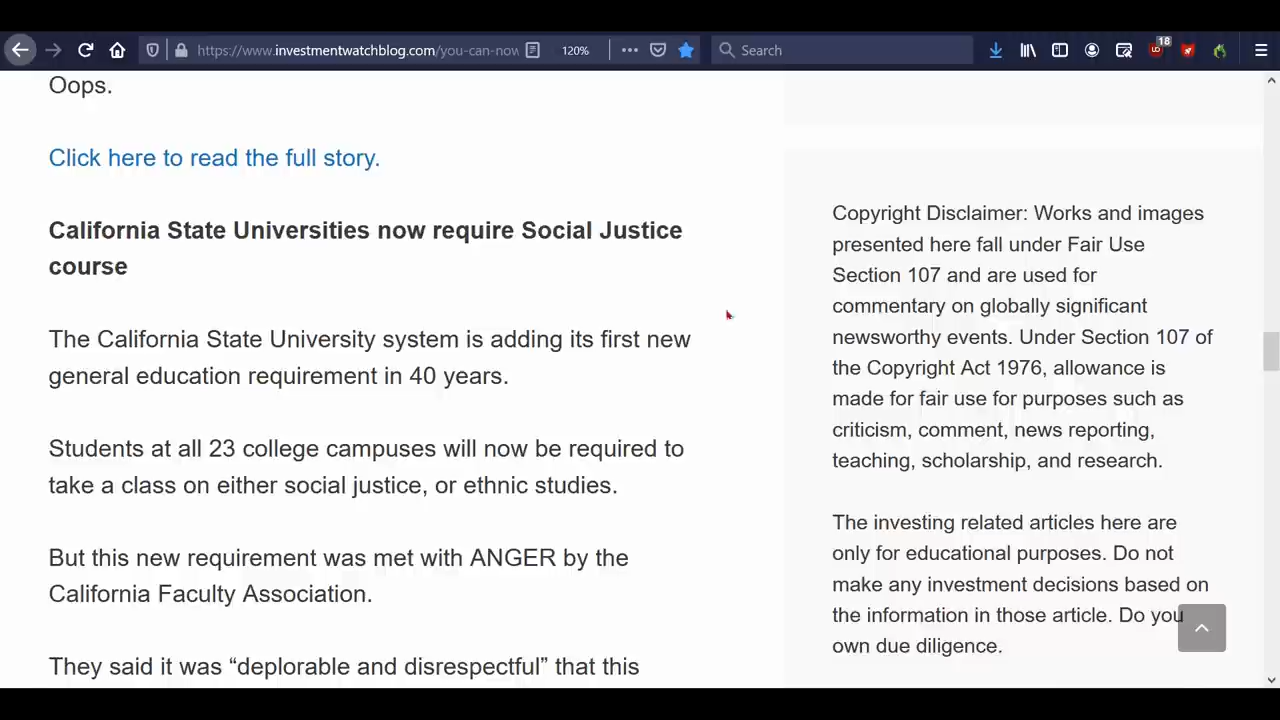 https://www.investmentwatchblog.com/you-can-now
120%
Search
18
Oops.
Click here to read the full story.
California State Universities now require Social Justice
course
The California State University system is adding its first new
general education requirement in 40 years.
Students at all 23 college campuses will now be required to
take a class on either social justice, or ethnic studies.
But this new requirement was met with ANGER by the
California Faculty Association.
They said it was “deplorable and disrespectful” that this
Copyright Disclaimer: Works and images
presented here fall under Fair Use
Section 107 and are used for
commentary on globally significant
newsworthy events. Under Section 107 of
the Copyright Act 1976, allowance is
made for fair use for purposes such as
criticism, comment, news reporting,
teaching, scholarship, and research.
The investing related articles here are
only for educational purposes. Do not
make any investment decisions based on
the information in those article. Do you
own due diligence.